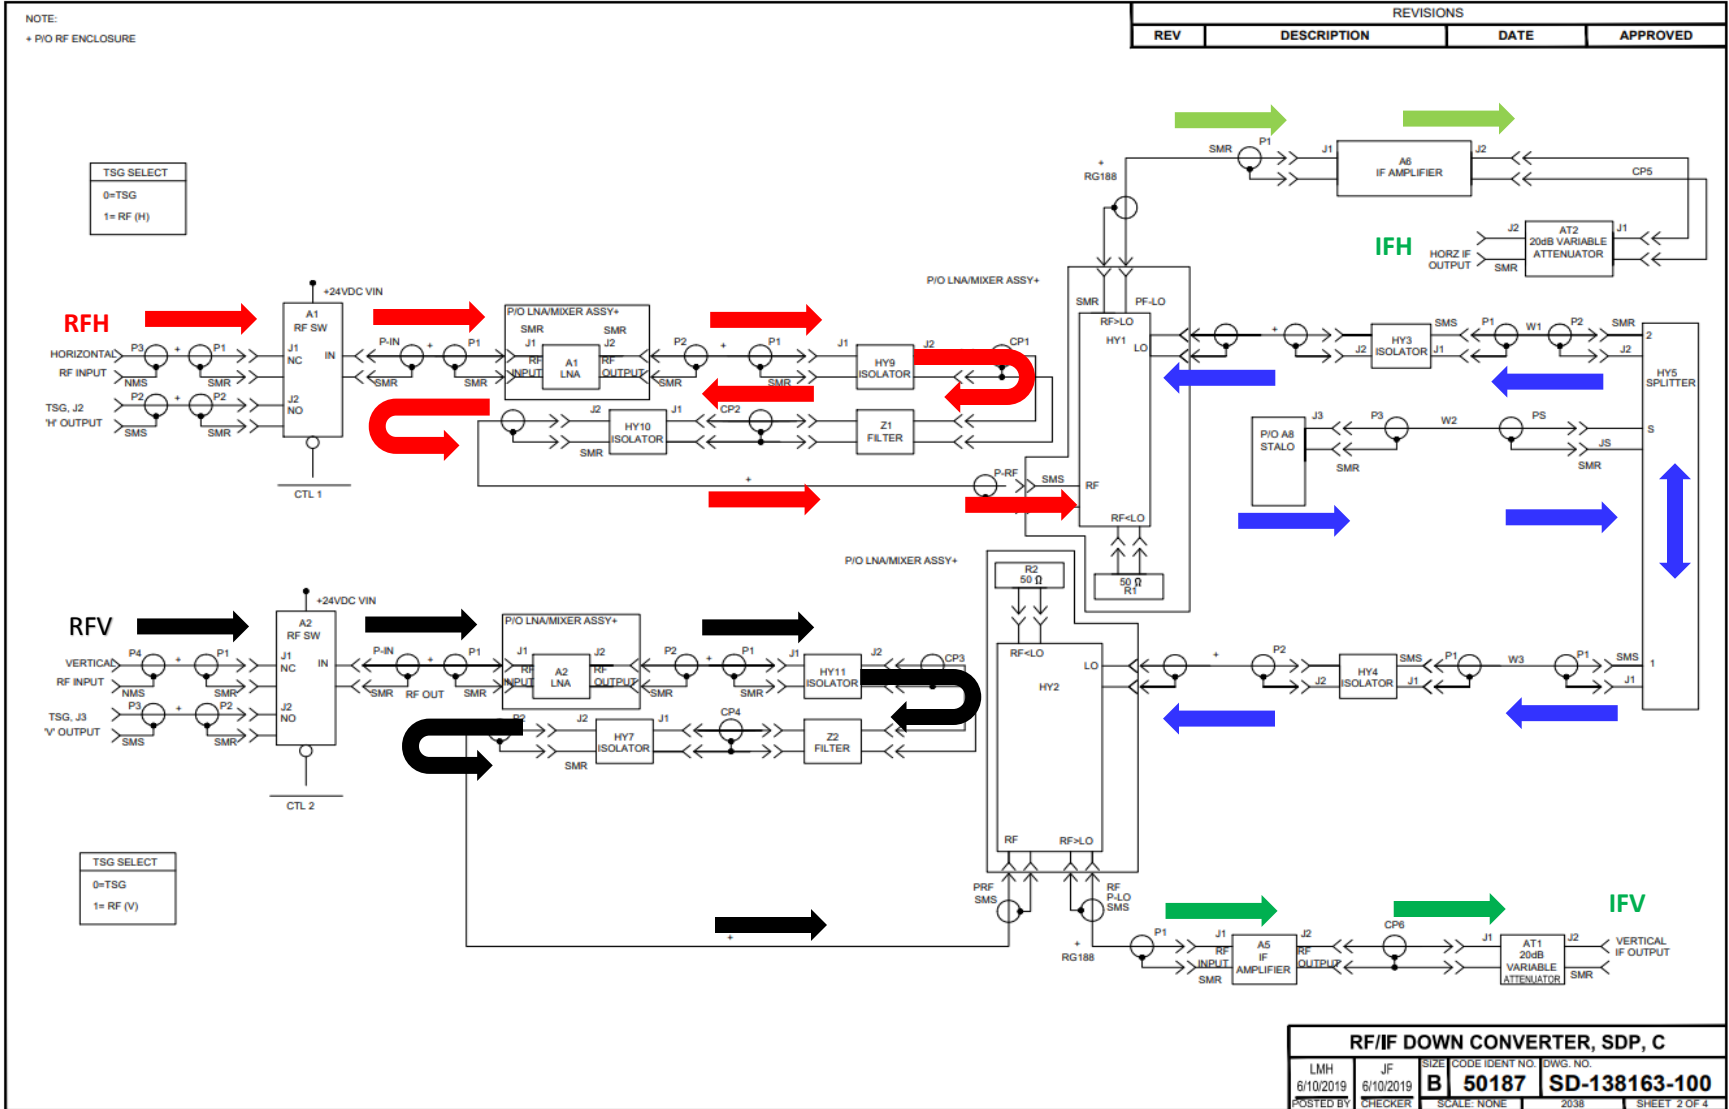 NOTE:
+ P/O RF ENCLOSURE
REVISIONS
REV DESCRIPTION DATE APPROVED
TSG SELECT
0=TSG
1= RF (H)
+
RG188
SMR P1
J1 A6 J2
IF AMPLIFIER
CP5
IFH
J2 AT2 J1
20dB VARIABLE
ATTENUATOR
HORZ IF
OUTPUT SMR
P/O LNA/MIXER ASSY+
RFH
+24VDC VIN
A1
RF SW
HORIZONTAL P3 + P1 J1 IN
RF INPUT NMS SMR NC
TSG, J2 P2 + P2 J2
'H' OUTPUT SMS SMR NO
CTL 1
P-IN + P1
SMR SMR
P/O LNA/MIXER ASSY+
SMR SMR
J1 A1 J2
RF LNA RF
INPUT OUTPUT
P2 + P1
SMR SMR
J1 HY9 J2
ISOLATOR
CP1
J2 HY10 J1
ISOLATOR
SMR
CP2
Z1
FILTER
+
P-RF
SMS RF
SMR PF-LO
RF>LO
HY1
LO
RF<LO
50 Ω
R1
+
HY3 SMS
J2 ISOLATOR J1
P1 W1 P2 SMR 2
J2
HY5
SPLITTER
P/O A8
STALO
J3 P3 W2 PS S
SMR JS
SMR
P/O LNA/MIXER ASSY+
R2
50 Ω
RFV
+24VDC VIN
A2
RF SW
VERTICAL P4 + P1 J1 IN
RF INPUT NMS SMR NC
TSG, J3 P3 + P2 J2
'V' OUTPUT SMS SMR NO
CTL 2
P-IN + P1
SMR RF OUT SMR
P/O LNA/MIXER ASSY+
J1 A2 J2
RF LNA RF
INPUT OUTPUT
P2 + P1
SMR SMR
J1 HY11 J2
ISOLATOR
CP3
P2 J2 HY7 J1
ISOLATOR
SMR
CP4
Z2
FILTER
RF<LO
LO
HY2
RF RF>LO
+ P2
HY4 SMS
J2 ISOLATOR J1
P1 W3 P1 SMS 1
J1
TSG SELECT
0=TSG
1= RF (V)
+
PRF
SMS
RF
P-LO
SMS
+
RG188
P1 J1 A5 J2
RF IF RF
INPUT AMPLIFIER OUTPUT
SMR
CP6
IFV
J1 AT1 J2
20dB
VARIABLE
ATTENUATOR
SMR
VERTICAL
IF OUTPUT
RF/IF DOWN CONVERTER, SDP, C
LMH JF SIZE CODE IDENT NO. DWG. NO.
6/10/2019 6/10/2019 B 50187 SD-138163-100
POSTED BY CHECKER SCALE: NONE 2038 SHEET 2 OF 4